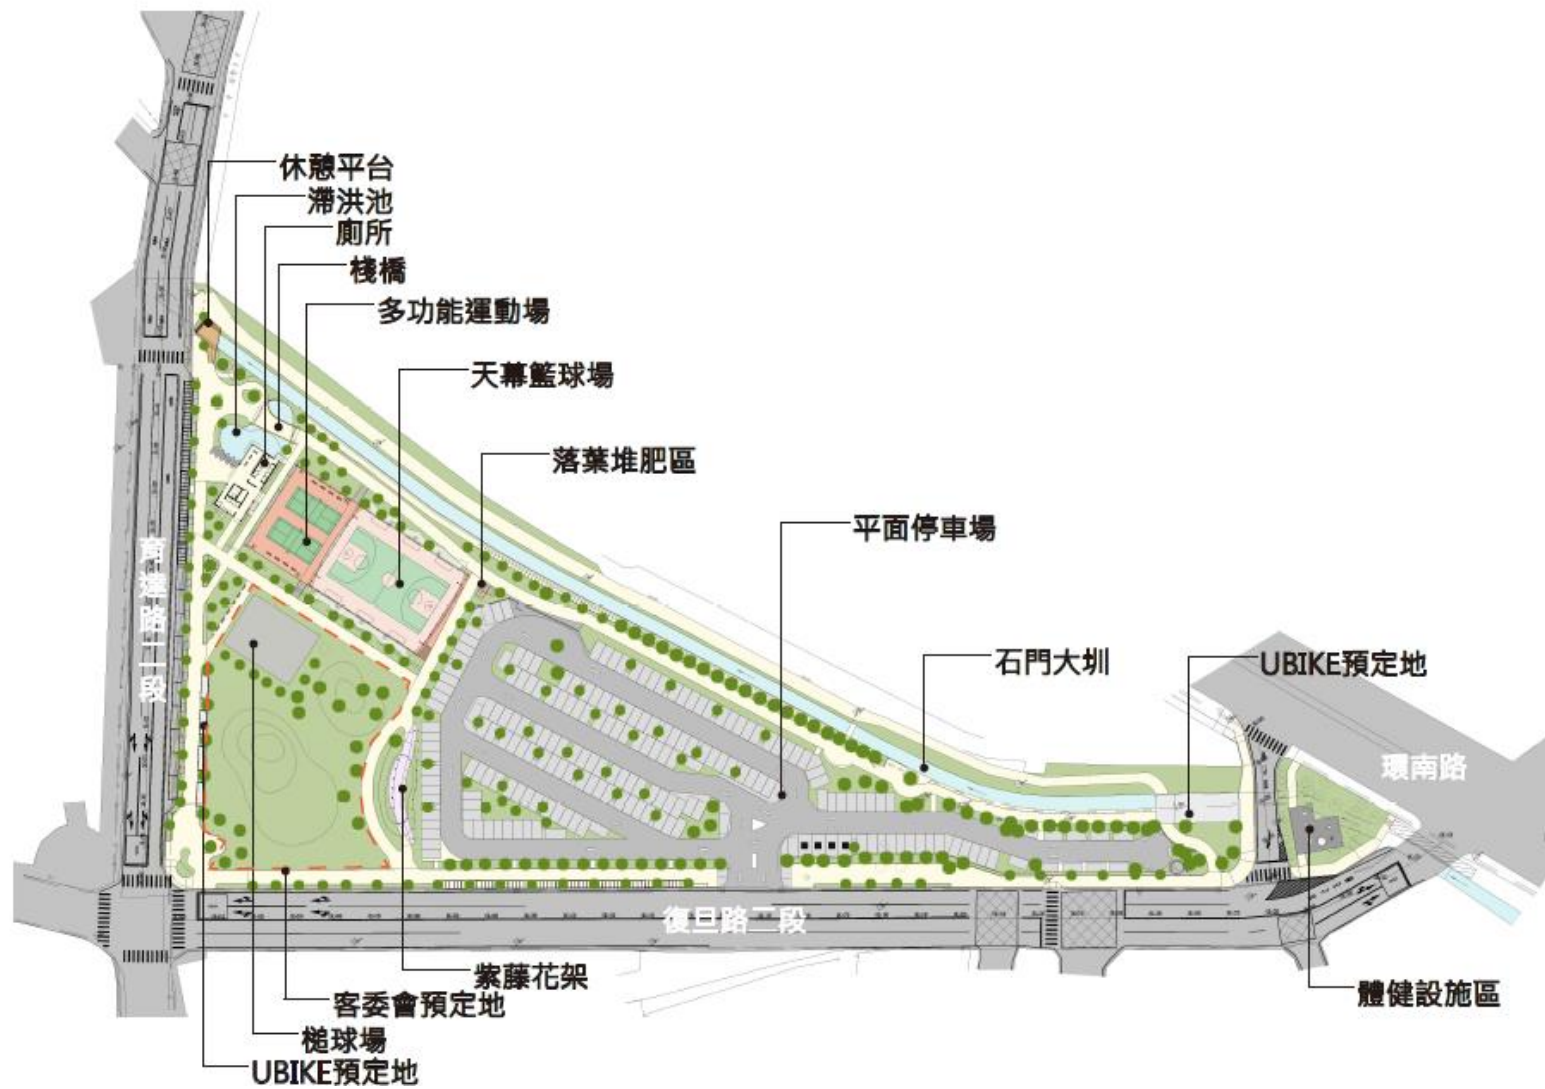 休憩平台
滯洪池
廁所
棧橋
多功能運動場
天幕籃球場
落葉堆肥區
平面停車場
石門大圳
UBIKE預定地
環南路
育達路二段
復旦路二段
紫藤花架
客委會預定地
槌球場
UBIKE預定地
體健設施區